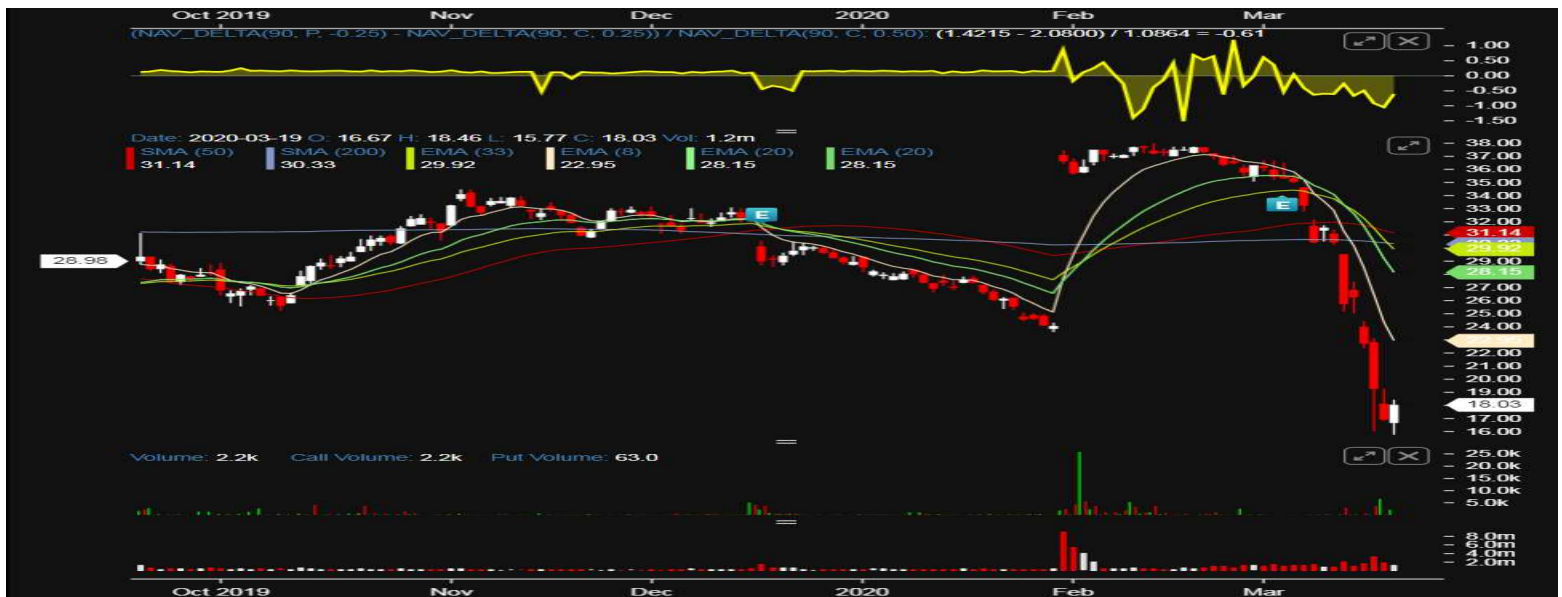 Oct 2019 Nov Dec 2020 Feb Mar
(NAV_DELTA(90, P, -0.25) - NAV_DELTA(90, C, 0.25)) / NAV_DELTA(90, C, 0.50): (1.4215 - 2.0800) / 1.0864 = -0.61
1.00
0.50
0.00
-0.50
-1.00
-1.50
Date: 2020-03-19 O: 16.67 H: 18.46 L: 15.77 C: 18.03 Vol: 1.2m
SMA (50) SMA (200) EMA (33) EMA (8) EMA (20) EMA (20)
31.14 30.33 29.92 22.95 28.15 28.15
38.00
37.00
36.00
35.00
34.00
33.00
32.00
31.14
29.92
29.00
28.15
27.00
26.00
25.00
24.00
22.95
22.00
21.00
20.00
19.00
18.03
17.00
16.00
E
E
28.98
Volume: 2.2k Call Volume: 2.2k Put Volume: 63.0
25.0k
20.0k
15.0k
10.0k
5.0k
8.0m
6.0m
4.0m
2.0m
Oct 2019 Nov Dec 2020 Feb Mar